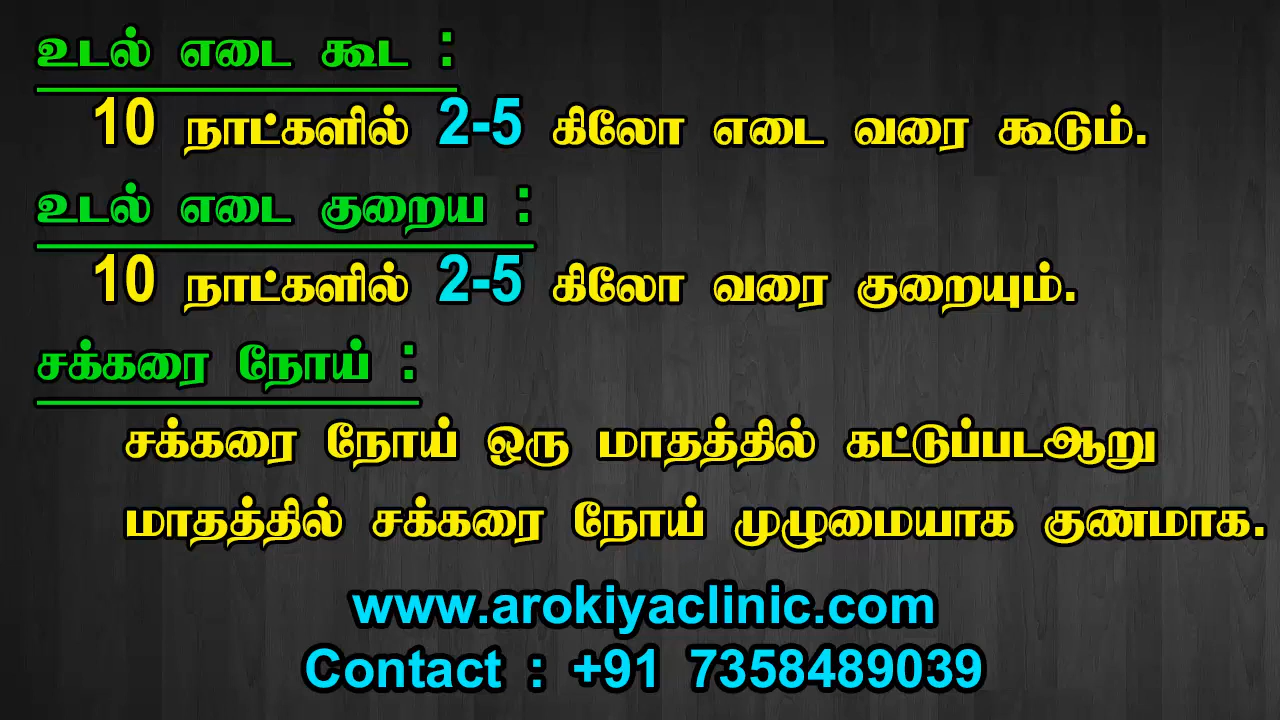 உடல் எடை கூட :
10 நாட்களில் 2-5 கிலோ எடை வரை கூடும்.
உடல் எடை குறைய :
10 நாட்களில் 2-5 கிலோ வரை குறையும்.
சக்கரை நோய் :
சக்கரை நோய் ஒரு மாதத்தில் கட்டுப்படஆறு
மாதத்தில் சக்கரை நோய் முழுமையாக குணமாக.
www.arokiyaclinic.com
Contact : +91 7358489039